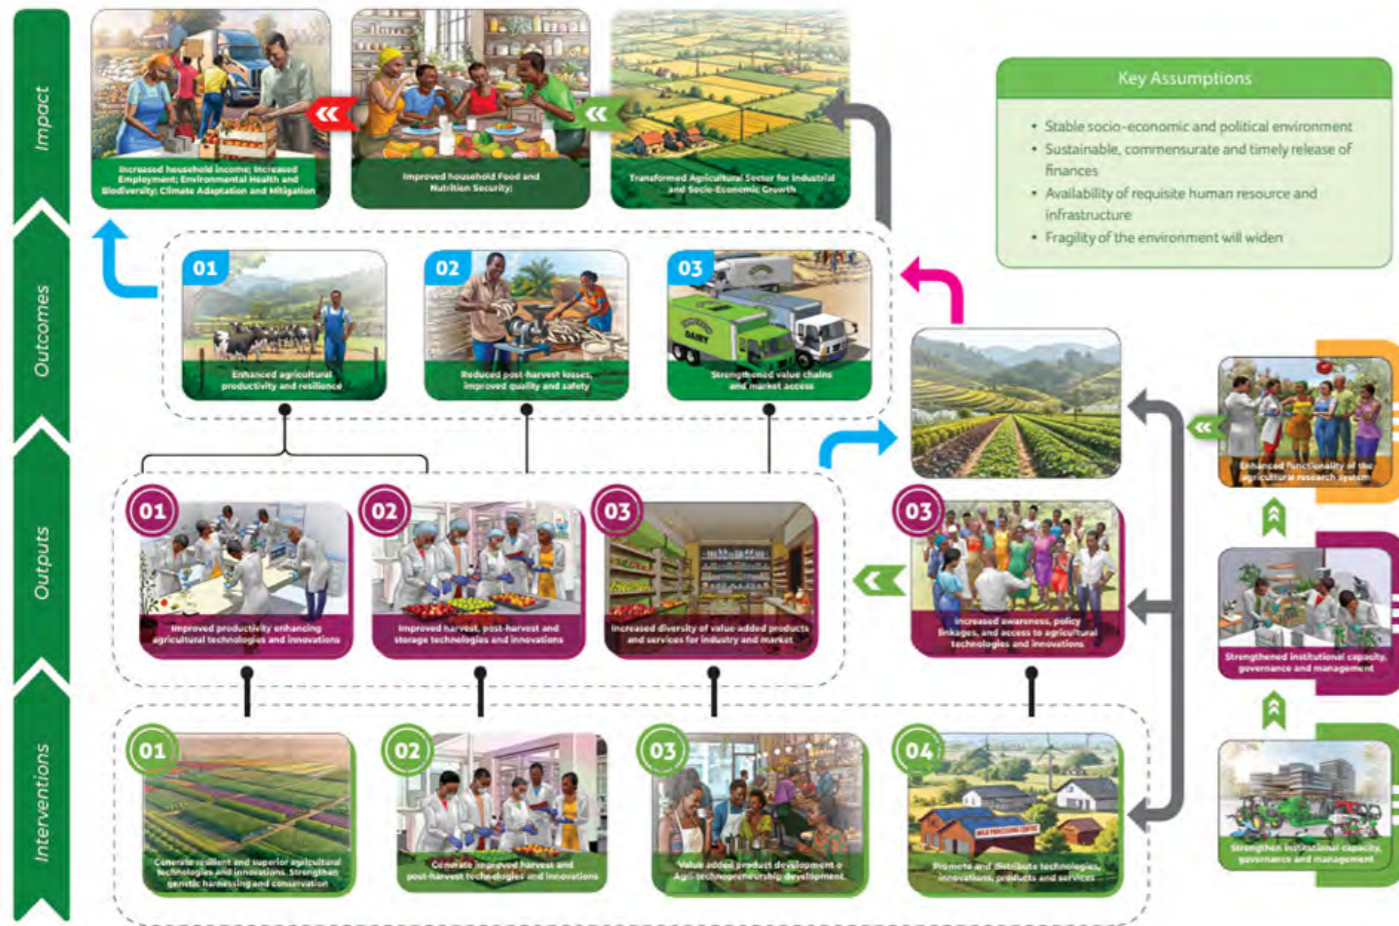 Impact
Increased household income; Increased
Employment; Environmental Health and
Biodiversity; Climate Adaptation and Mitigation
Improved household Food and
Nutrition Security;
Transformed Agricultural Sector for Industrial
and Socio-Economic Growth
Key Assumptions
• Stable socio-economic and political environment
• Sustainable, commensurate and timely release of
finances
• Availability of requisite human resource and
infrastructure
• Fragility of the environment will widen
Outcomes
01
Enhanced agricultural
productivity and resilience
02
Reduced post-harvest losses,
improved quality and safety
03
DAIRY
Strengthened value chains
and market access
Enhanced functionality of the
agricultural research system
Outputs
01
Improved productivity enhancing
agricultural technologies and innovations
02
Improved harvest, post-harvest and
storage technologies and innovations
03
Increased diversity of value added products
and services for industry and market
03
Increased awareness, policy
linkages, and access to agricultural
technologies and innovations
Strengthened institutional capacity,
governance and management
Interventions
01
Generate resilient and superior agricultural
technologies and innovations. Strengthen
genetic harnessing and conservation
02
Generate improved harvest and
post-harvest technologies and innovations
03
Value added product development o
Agri-technopreneurship development.
04
MILK PROCESSING CENTRE
Promote and distribute technologies,
innovations, products and services
Strengthen institutional capacity,
governance and management